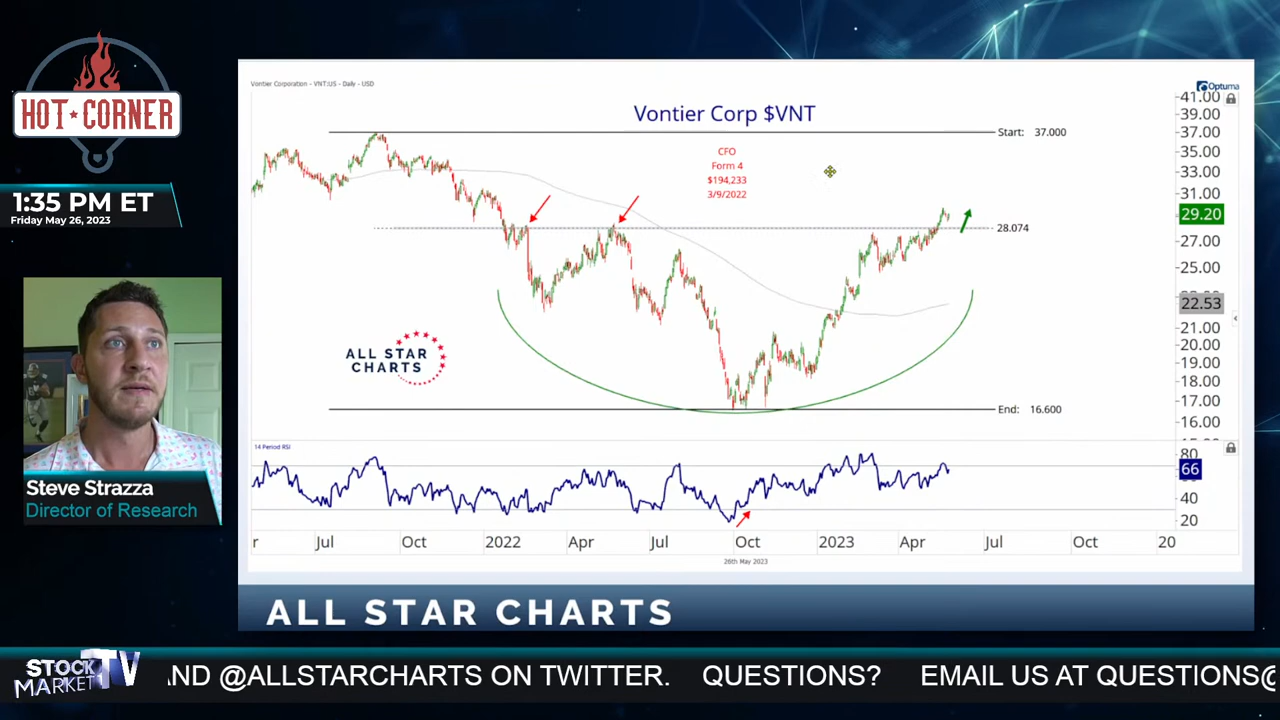 HOT★CORNER
1:35 PM ET
Friday May 26, 2023
Steve Strazza
Director of Research
Vontier Corporation - VNT:US - Daily - USD
Optuma
Vontier Corp $VNT
CFO
Form 4
$194,233
3/9/2022
Start: 37.000
28.074
End: 16.600
ALL STAR
CHARTS
41.00
39.00
37.00
35.00
33.00
31.00
29.20
27.00
25.00
22.53
21.00
20.00
19.00
18.00
17.00
16.00
14 Period RSI
80
66
40
20
r Jul Oct 2022 Apr Jul Oct 2023 Apr Jul Oct 20
26th May 2023
ALL STAR CHARTS
STOCK
MARKET TV
AND @ALLSTARCHARTS ON TWITTER. QUESTIONS? EMAIL US AT QUESTIONS@